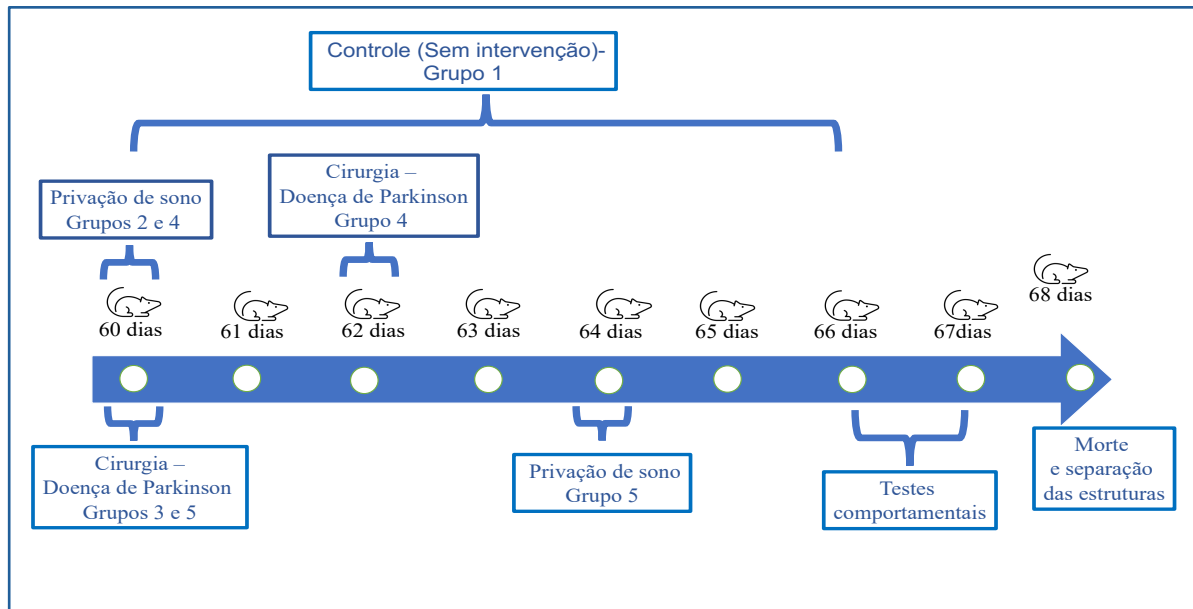 Controle (Sem intervenção)-
Grupo 1
Privação de sono
Grupos 2 e 4
Cirurgia –
Doença de Parkinson
Grupo 4
60 dias
61 dias
62 dias
63 dias
64 dias
65 dias
66 dias
67dias
68 dias
Cirurgia –
Doença de Parkinson
Grupos 3 e 5
Privação de sono
Grupo 5
Testes
comportamentais
Morte
e separação
das estruturas